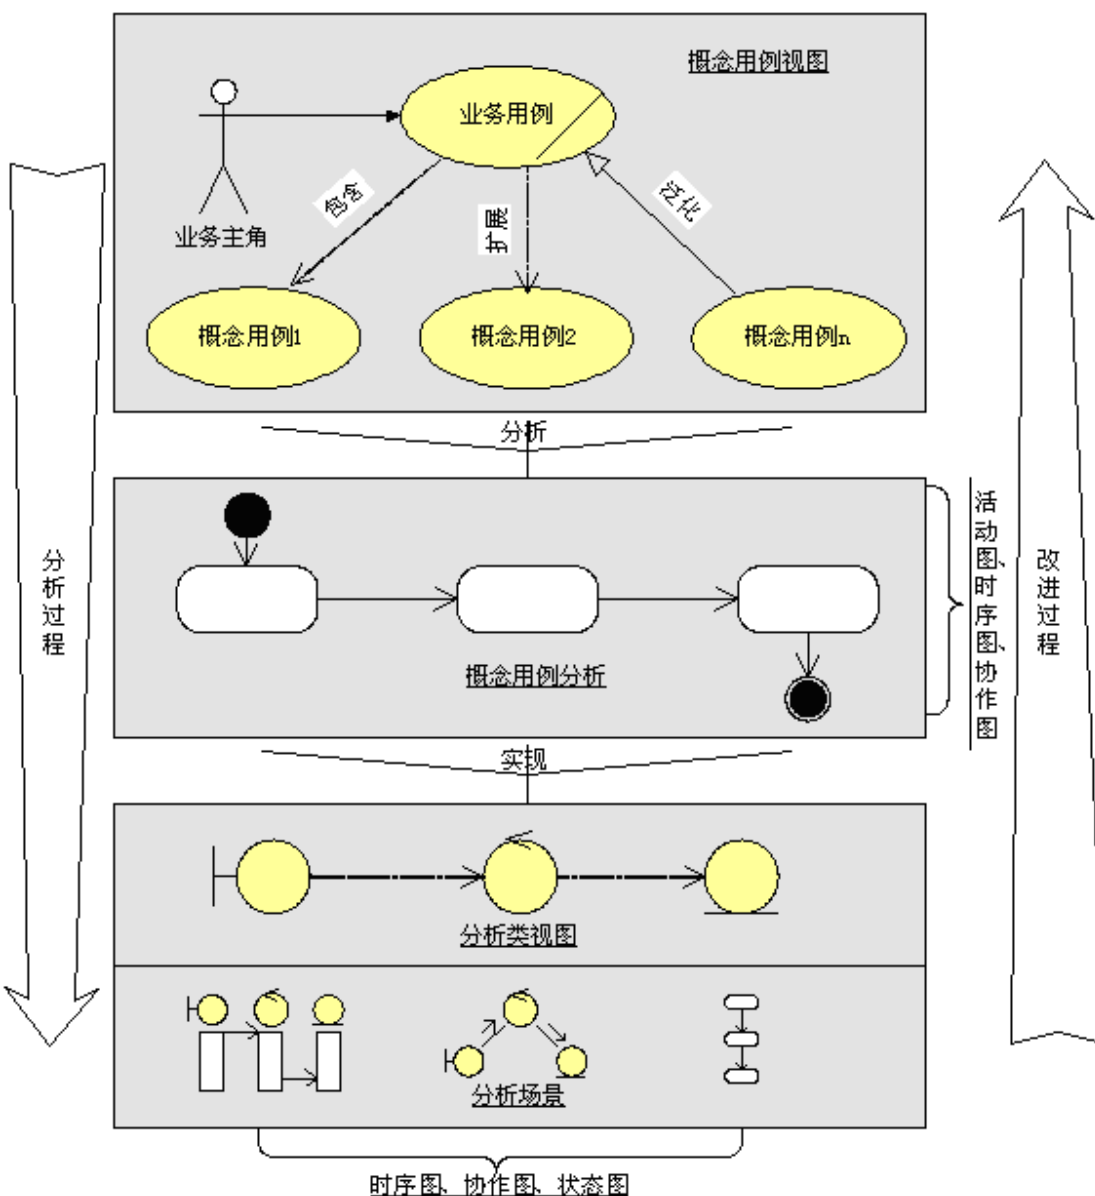 概念用例视图
业务用例
业务主角
包含
扩展
泛化
概念用例1
概念用例2
概念用例n
分析
分析过程
改进过程
活动图、时序图、协作图
概念用例分析
实现
分析类视图
分析场景
时序图、协作图、状态图